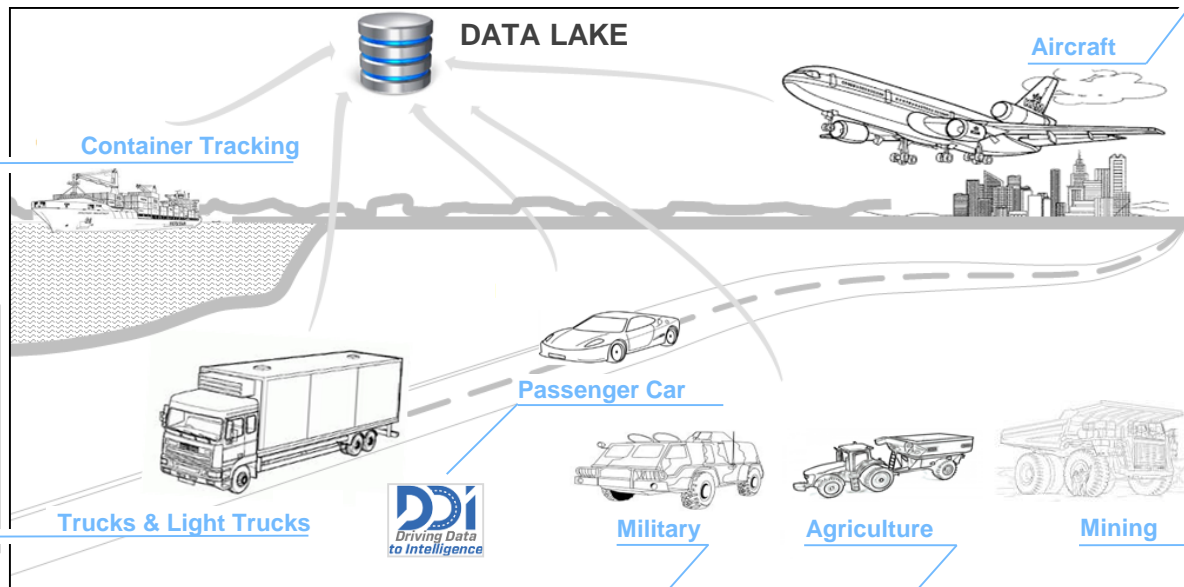 DATA LAKE
Aircraft
Container Tracking
Passenger Car
DDi
Driving Data
to Intelligence
Trucks & Light Trucks
Military
Agriculture
Mining